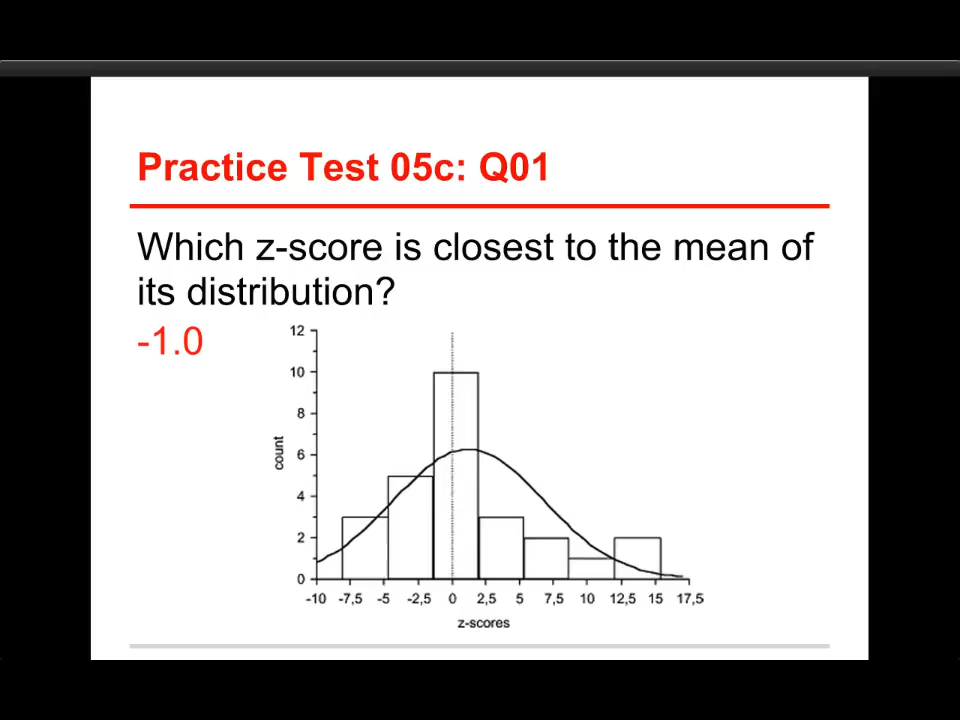 Practice Test 05c: Q01
Which z-score is closest to the mean of
its distribution?
-1.0
12
10
8
6
4
2
0
count
-10 -7,5 -5 -2,5 0 2,5 5 7,5 10 12,5 15 17,5
z-scores